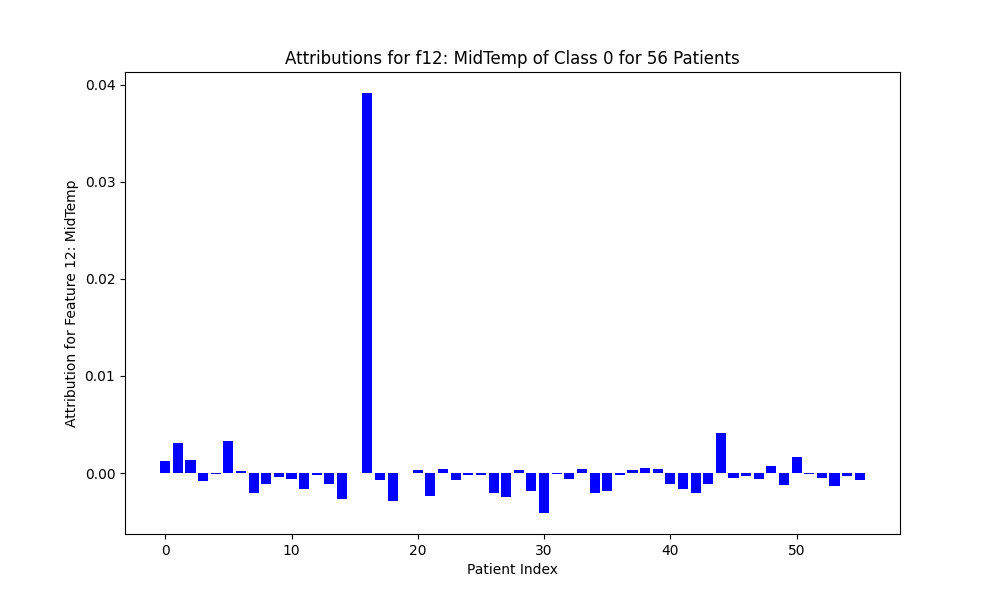 Attributions for f12: MidTemp of Class 0 for 56 Patients
0.04
0.03
0.02
0.01
0.00
Attribution for Feature 12: MidTemp
0 10 20 30 40 50
Patient Index